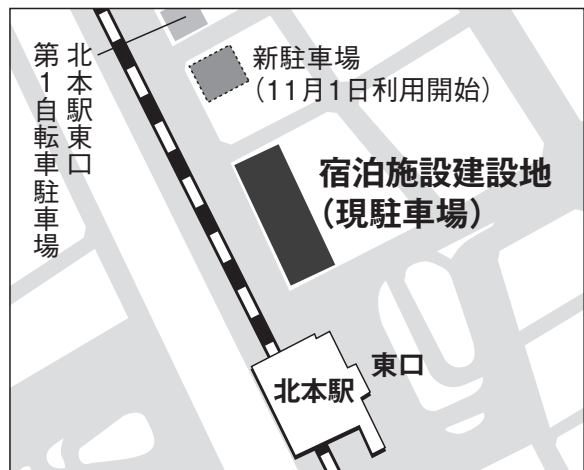 北本駅東口
第1自転車駐車場
新駐車場
(11月1日利用開始)
宿泊施設建設地
(現駐車場)
東口
北本駅